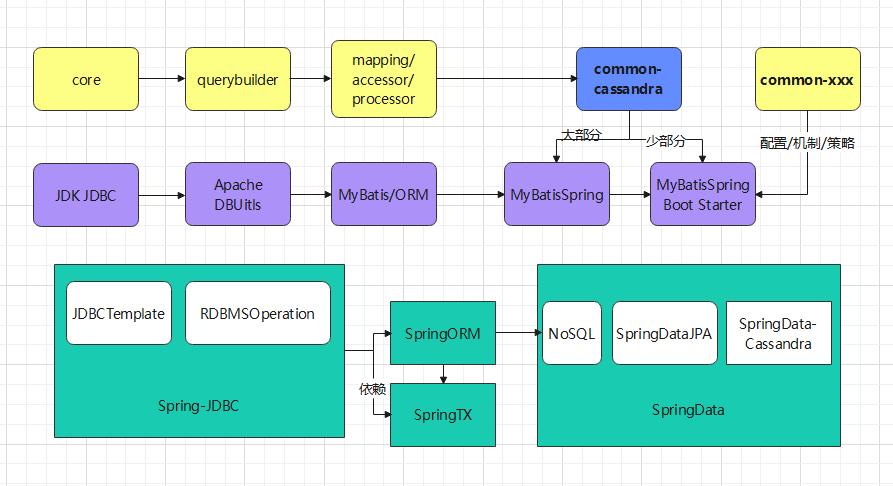 core
querybuilder
mapping/
accessor/
processor
common-
cassandra
common-xxx
大部分
少部分
配置/机制/策略
JDK JDBC
Apache
DBUitls
MyBatis/ORM
MyBatisSpring
MyBatisSpring
Boot Starter
JDBCTemplate
RDBMSOperation
Spring-JDBC
依赖
SpringORM
SpringTX
NoSQL
SpringDataJPA
SpringData-
Cassandra
SpringData